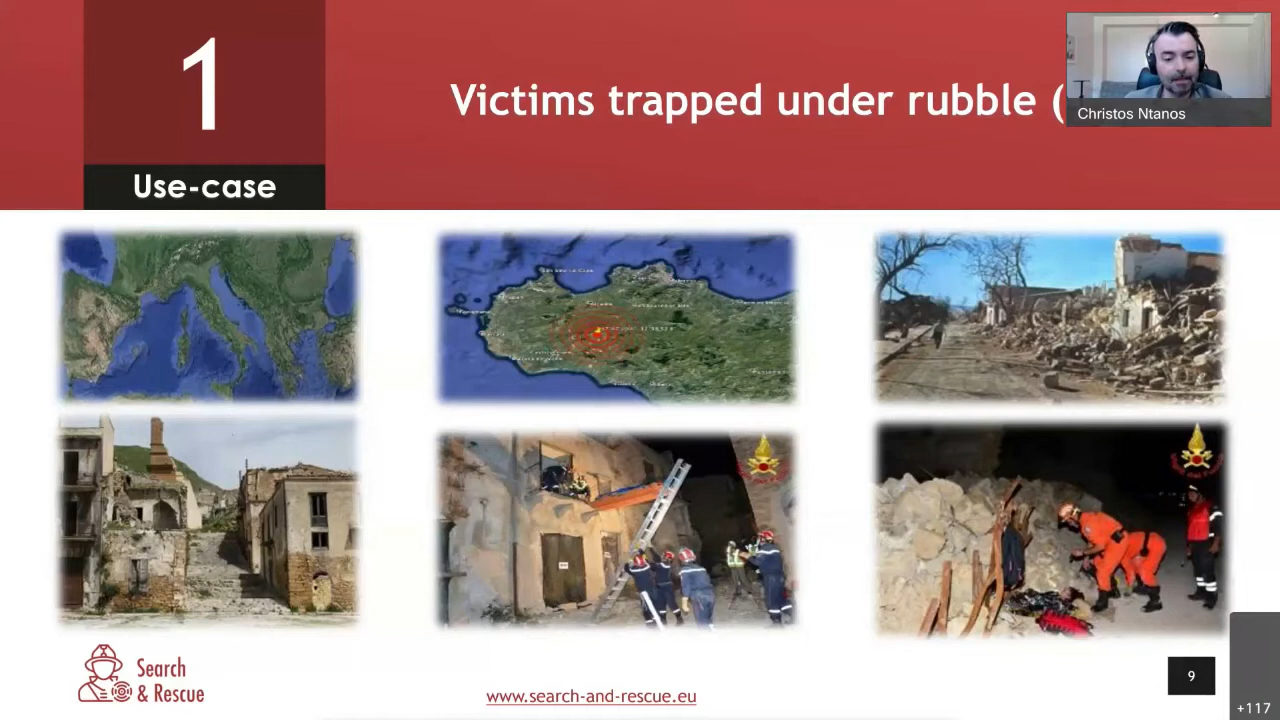 1
Use-case
Victims trapped under rubble (
Christos Ntanos
Search
& Rescue
www.search-and-rescue.eu
9
+117